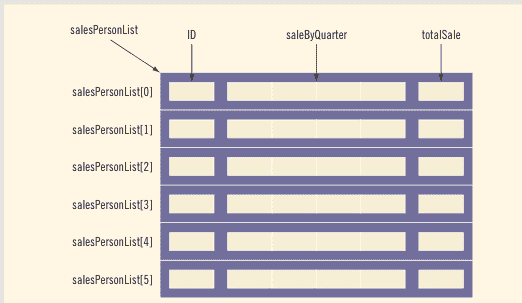 salesPersonList
ID
saleByQuarter
totalSale
salesPersonList[0]
salesPersonList[1]
salesPersonList[2]
salesPersonList[3]
salesPersonList[4]
salesPersonList[5]